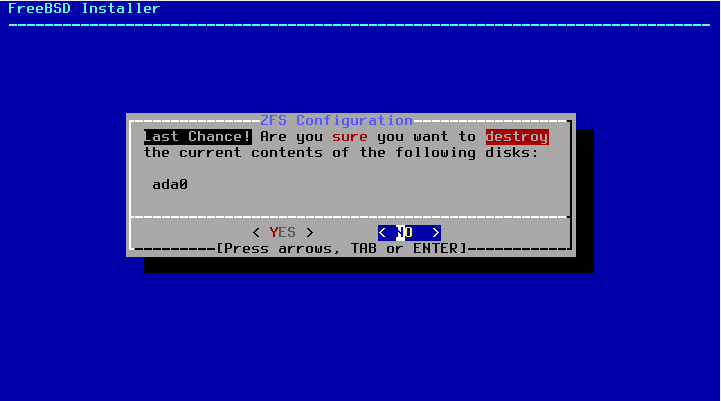 FreeBSD Installer
ZFS Configuration
Last Chance! Are you sure you want to destroy
the current contents of the following disks:
ada0
< YES > < NO >
[Press arrows, TAB or ENTER]